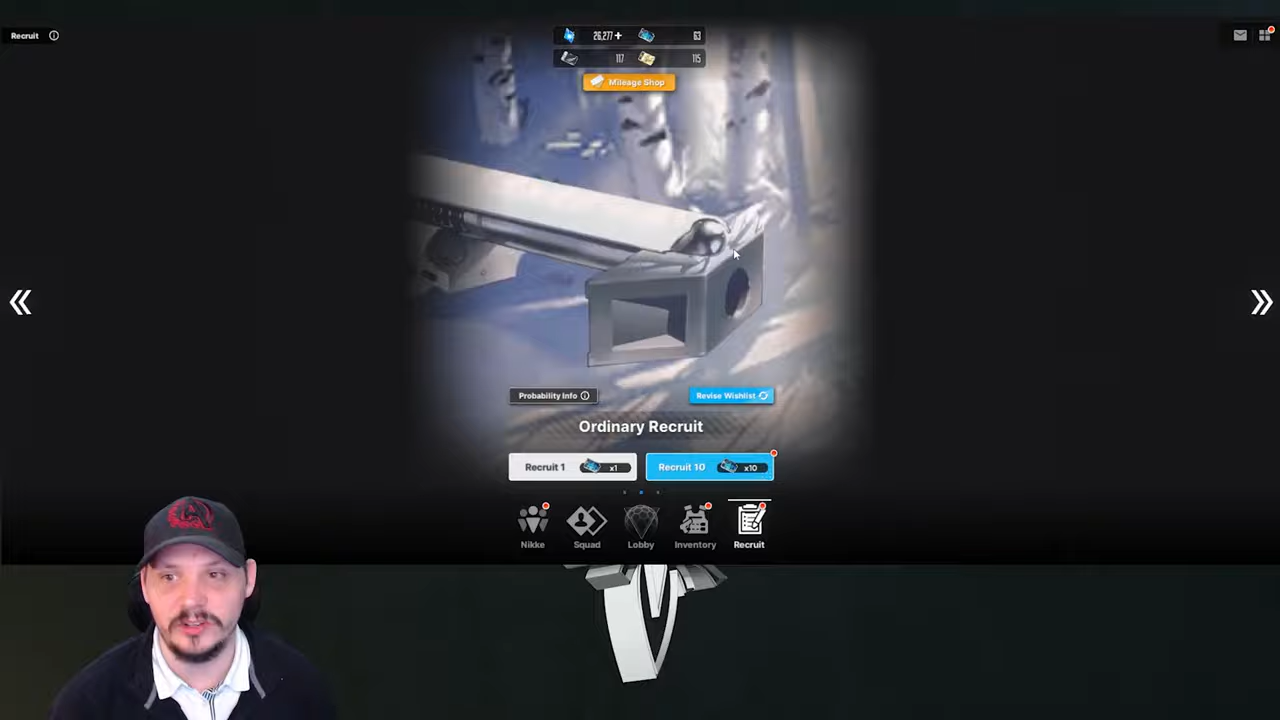 Recruit
26,277 +
63
117
115
Mileage Shop
Probability Info
Revise Wishlist
Ordinary Recruit
Recruit 1
x1
Recruit 10
x10
Nikke
Squad
Lobby
Inventory
Recruit